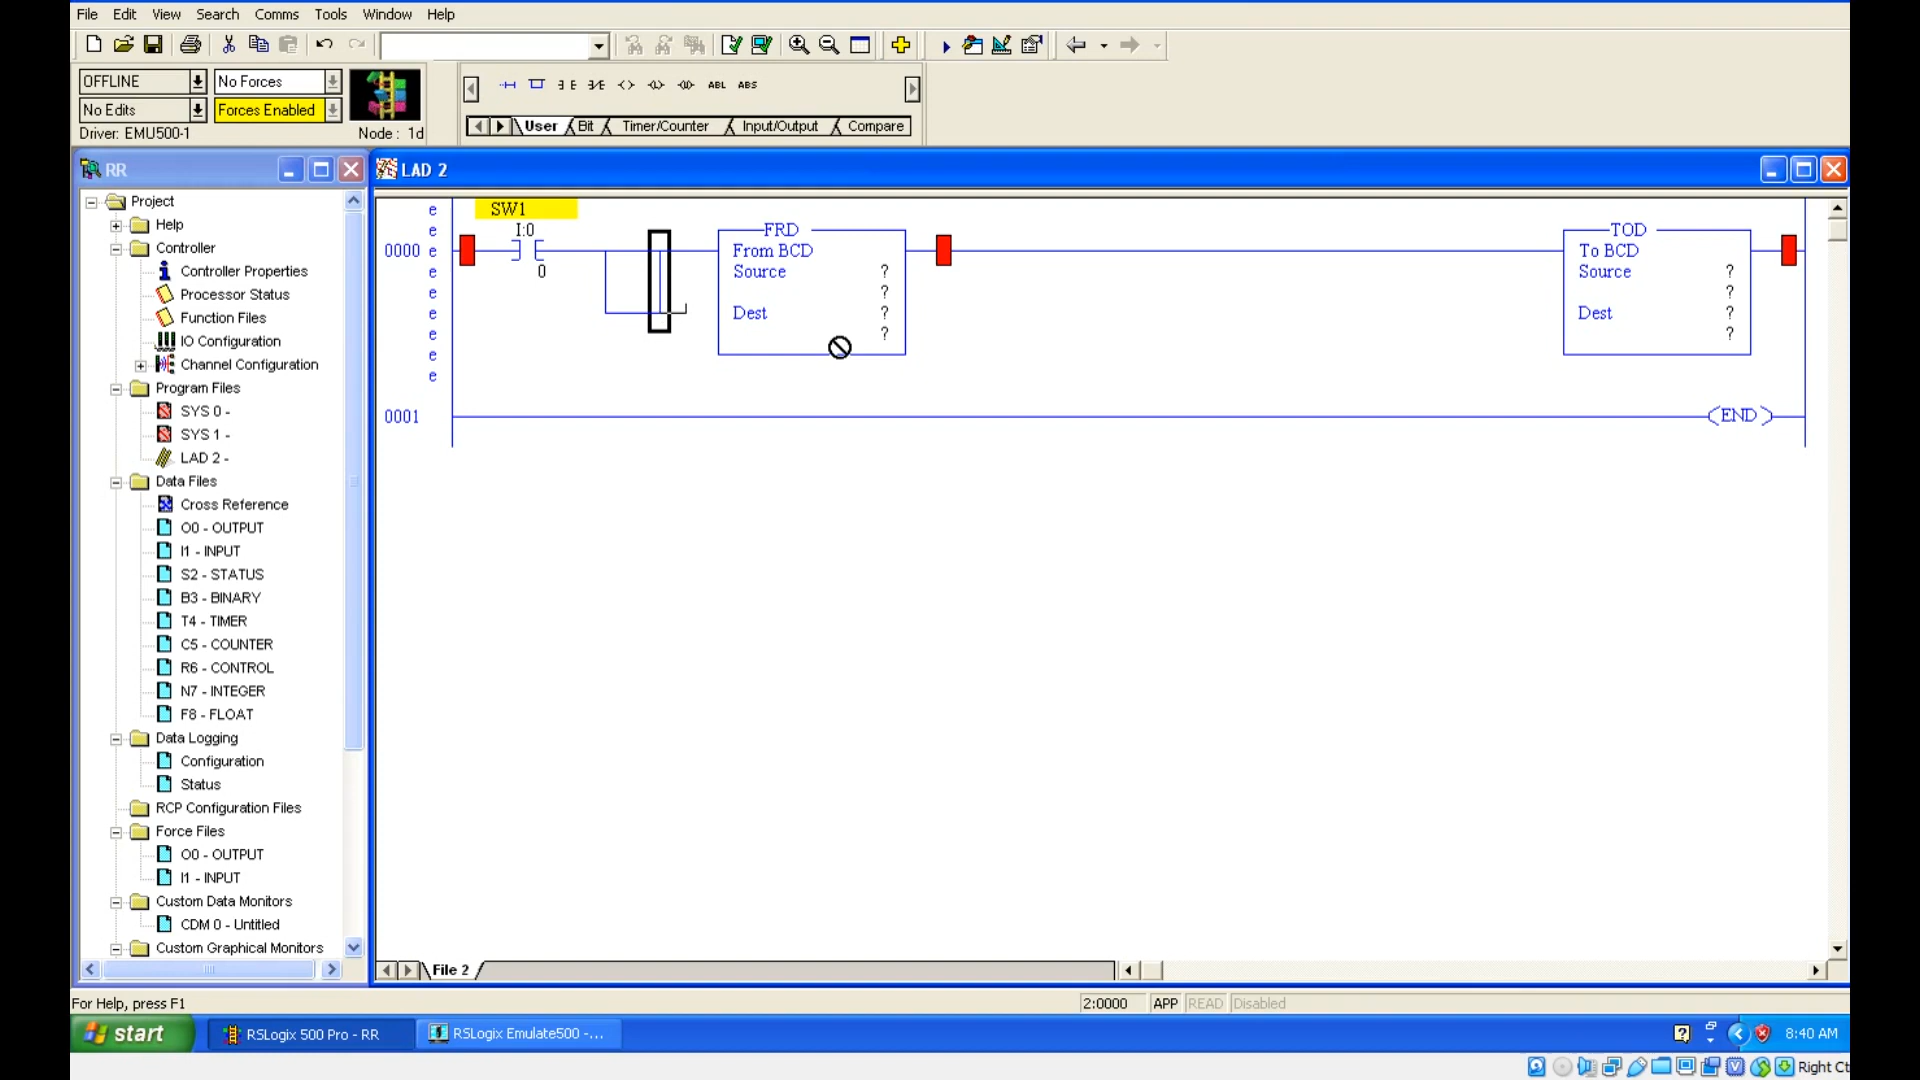 File Edit View Search Comms Tools Window Help
OFFLINE No Forces
No Edits Forces Enabled
Driver: EMU500-1 Node : 1d
ABL ABS
User Bit Timer/Counter Input/Output Compare
RR
LAD 2
Project
Help
Controller
Controller Properties
Processor Status
Function Files
IO Configuration
Channel Configuration
Program Files
SYS 0 -
SYS 1 -
LAD 2 -
Data Files
Cross Reference
O0 - OUTPUT
I1 - INPUT
S2 - STATUS
B3 - BINARY
T4 - TIMER
C5 - COUNTER
R6 - CONTROL
N7 - INTEGER
F8 - FLOAT
Data Logging
Configuration
Status
RCP Configuration Files
Force Files
O0 - OUTPUT
I1 - INPUT
Custom Data Monitors
CDM 0 - Untitled
Custom Graphical Monitors
e
e
0000 e
e
e
e
e
e
e
SW1
I:0
0
FRD
From BCD
Source ?
?
Dest ?
?
TOD
To BCD
Source ?
?
Dest ?
?
0001
END
File 2
For Help, press F1
2:0000 APP READ Disabled
start RSLogix 500 Pro - RR RSLogix Emulate500 -... 8:40 AM
Right Ct